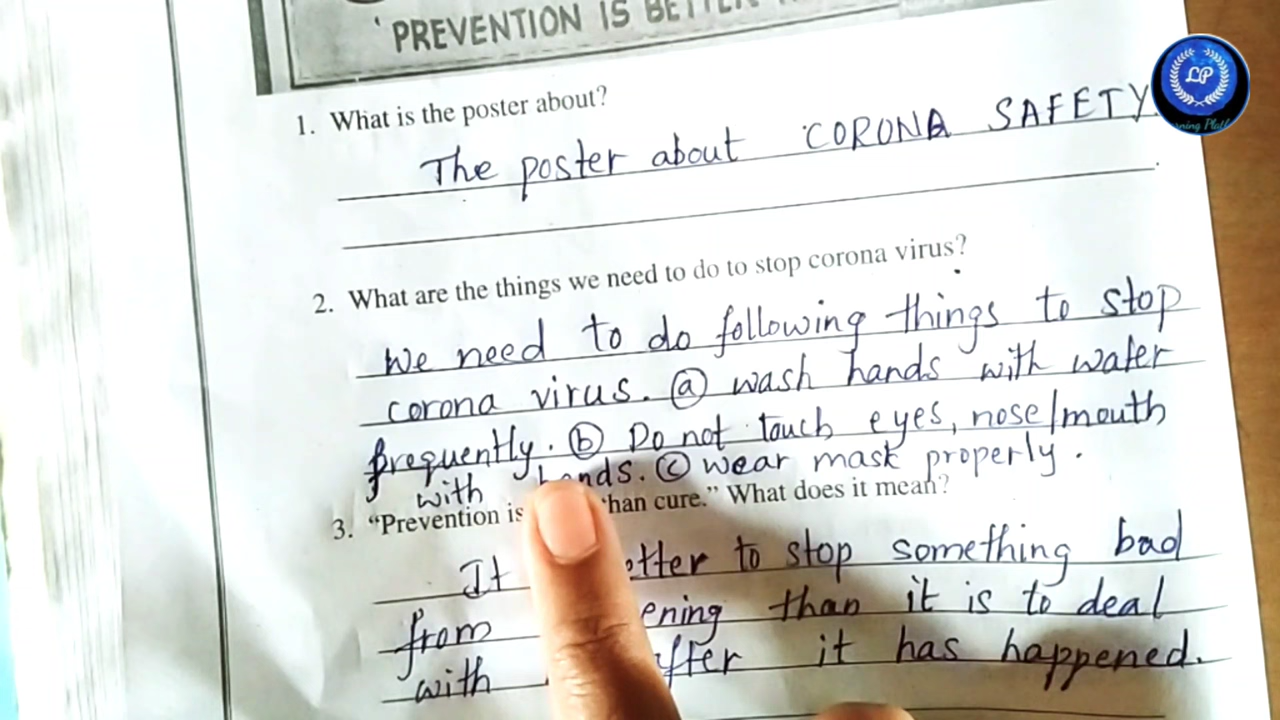 'PREVENTION IS BETTER
LP
1. What is the poster about?
The poster about CORONA SAFETY.
2. What are the things we need to do to stop corona virus?
We need to do following things to stop
corona virus. (a) wash hands with water
frequently. (b) Do not touch eyes, nose/mouth
with hands. (c) wear mask properly.
3. "Prevention is than cure." What does it mean?
It to stop something bad
from than it is to deal
with after it has happened.